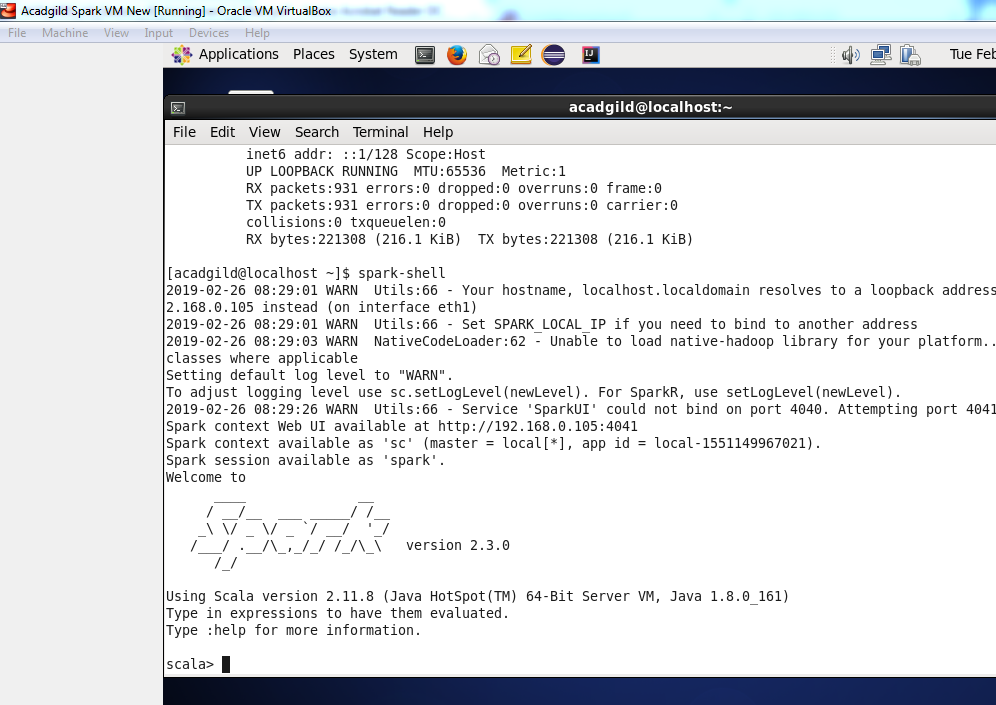 Acadgild Spark VM New [Running] - Oracle VM VirtualBox
File Machine View Input Devices Help
Applications Places System Tue Feb
acadgild@localhost:~
File Edit View Search Terminal Help
inet6 addr: ::1/128 Scope:Host
UP LOOPBACK RUNNING  MTU:65536  Metric:1
RX packets:931 errors:0 dropped:0 overruns:0 frame:0
TX packets:931 errors:0 dropped:0 overruns:0 carrier:0
collisions:0 txqueuelen:0
RX bytes:221308 (216.1 KiB)  TX bytes:221308 (216.1 KiB)
[acadgild@localhost ~]$ spark-shell
2019-02-26 08:29:01 WARN  Utils:66 - Your hostname, localhost.localdomain resolves to a loopback address
2.168.0.105 instead (on interface eth1)
2019-02-26 08:29:01 WARN  Utils:66 - Set SPARK_LOCAL_IP if you need to bind to another address
2019-02-26 08:29:03 WARN  NativeCodeLoader:62 - Unable to load native-hadoop library for your platform..
classes where applicable
Setting default log level to "WARN".
To adjust logging level use sc.setLogLevel(newLevel). For SparkR, use setLogLevel(newLevel).
2019-02-26 08:29:26 WARN  Utils:66 - Service 'SparkUI' could not bind on port 4040. Attempting port 4041
Spark context Web UI available at http://192.168.0.105:4041
Spark context available as 'sc' (master = local[*], app id = local-1551149967021).
Spark session available as 'spark'.
Welcome to
      ____              __
     / __/__  ___ _____/ /__
    _\ \/ _ \/ _ `/ __/  '_/
   /___/ .__/\_,_/_/ /_/\_\   version 2.3.0
      /_/
Using Scala version 2.11.8 (Java HotSpot(TM) 64-Bit Server VM, Java 1.8.0_161)
Type in expressions to have them evaluated.
Type :help for more information.
scala>